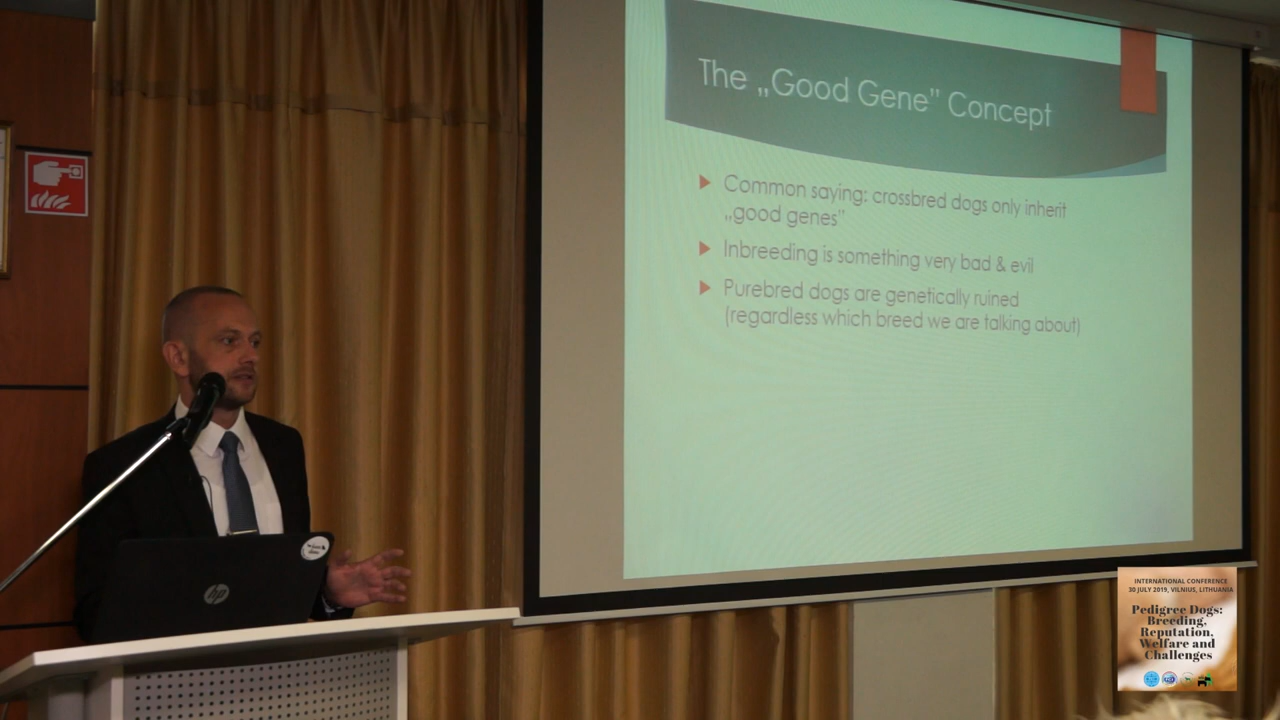 The „Good Gene” Concept
Common saying: crossbred dogs only inherit
„good genes”
Inbreeding is something very bad & evil
Purebred dogs are genetically ruined
(regardless which breed we are talking about)
hp
INTERNATIONAL CONFERENCE
30 JULY 2019, VILNIUS, LITHUANIA
Pedigree Dogs:
Breeding,
Reputation,
Welfare and
Challenges